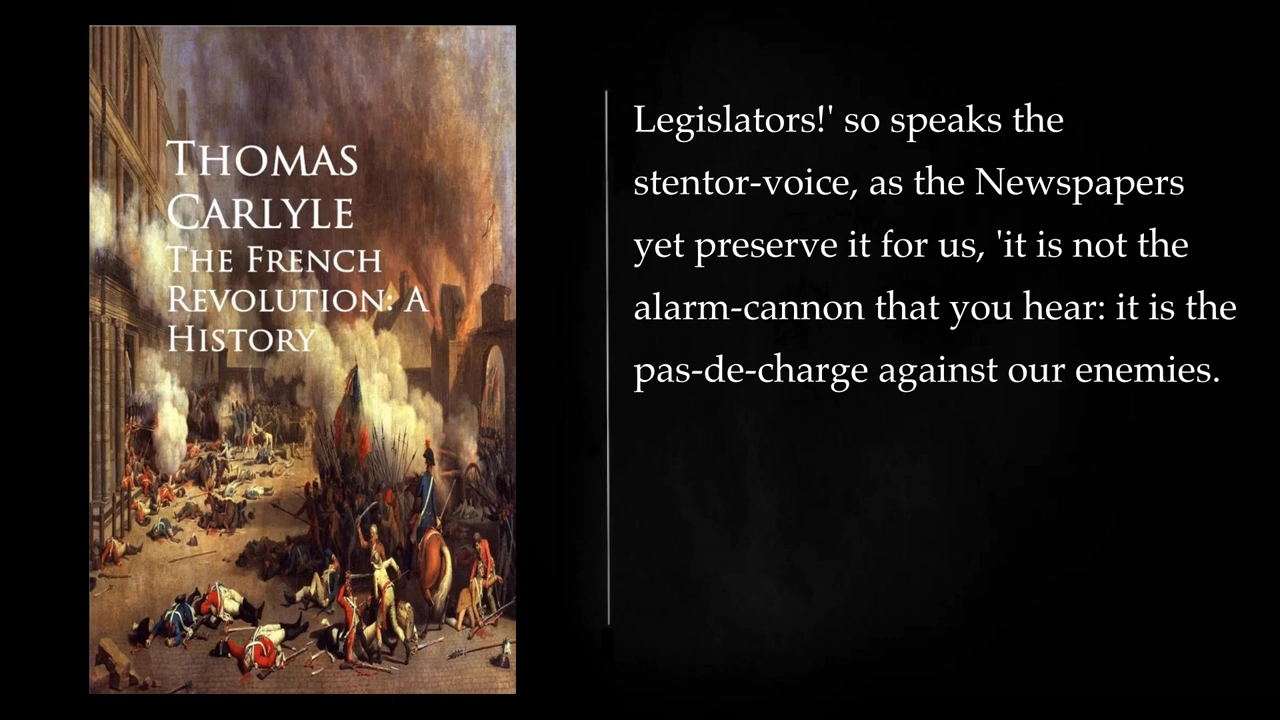 THOMAS
CARLYLE
THE FRENCH
REVOLUTION: A
HISTORY
Legislators!' so speaks the
stentor-voice, as the Newspapers
yet preserve it for us, 'it is not the
alarm-cannon that you hear: it is the
pas-de-charge against our enemies.